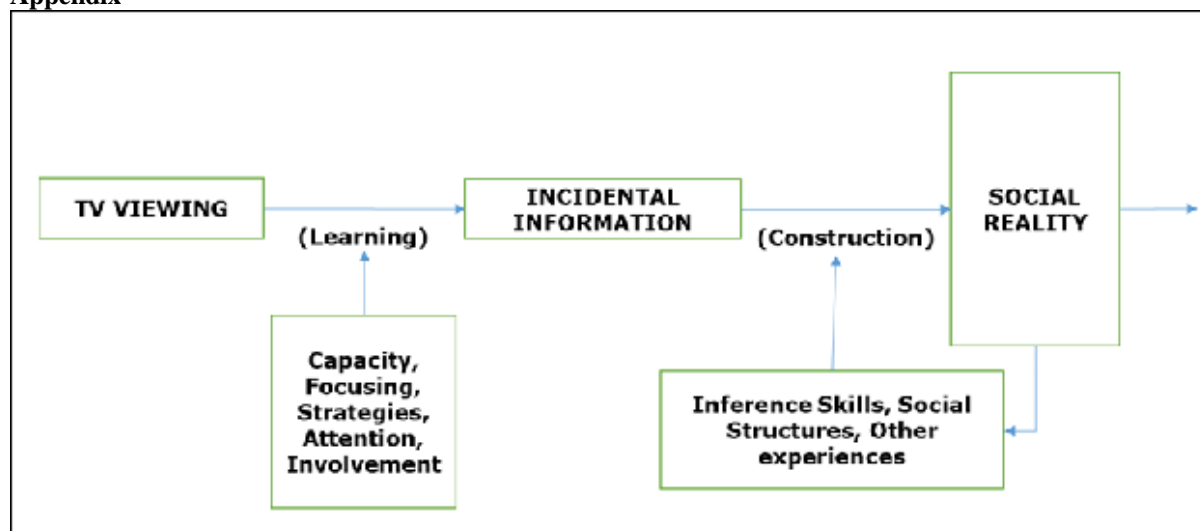 Appendix
TV VIEWING
(Learning)
INCIDENTAL
INFORMATION
(Construction)
SOCIAL
REALITY
Capacity,
Focusing,
Strategies,
Attention,
Involvement
Inference Skills, Social
Structures, Other
experiences